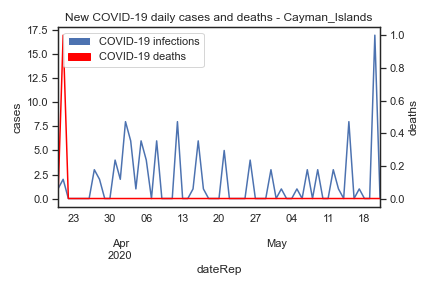 New COVID-19 daily cases and deaths - Cayman_Islands
COVID-19 infections
COVID-19 deaths
17.5
15.0
12.5
10.0
7.5
5.0
2.5
0.0
cases
1.0
0.8
0.6
0.4
0.2
0.0
deaths
23 30 06 13 20 27 04 11 18
Apr May
2020
dateRep